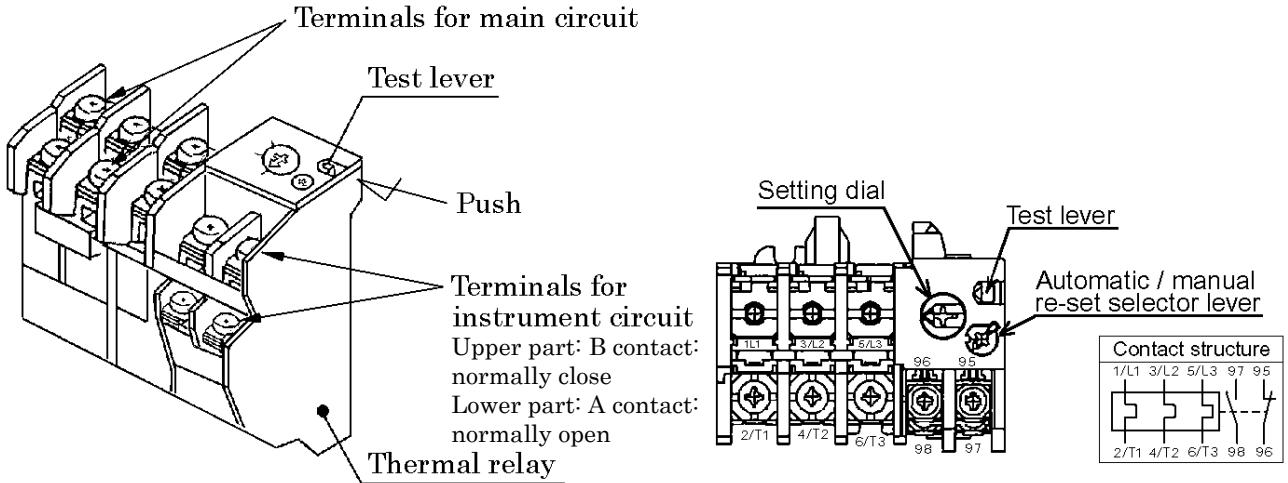 Terminals for main circuit
Test lever
Push
Terminals for
instrument circuit
Upper part: B contact:
normally close
Lower part: A contact:
normally open
Thermal relay
Setting dial
Test lever
Automatic / manual
re-set selector lever
1L1 3/L2 5/L3
96 95
2/T1 4/T2 6/T3 98 97
Contact structure
1/L1 3/L2 5/L3 97 95
2/T1 4/T2 6/T3 98 96